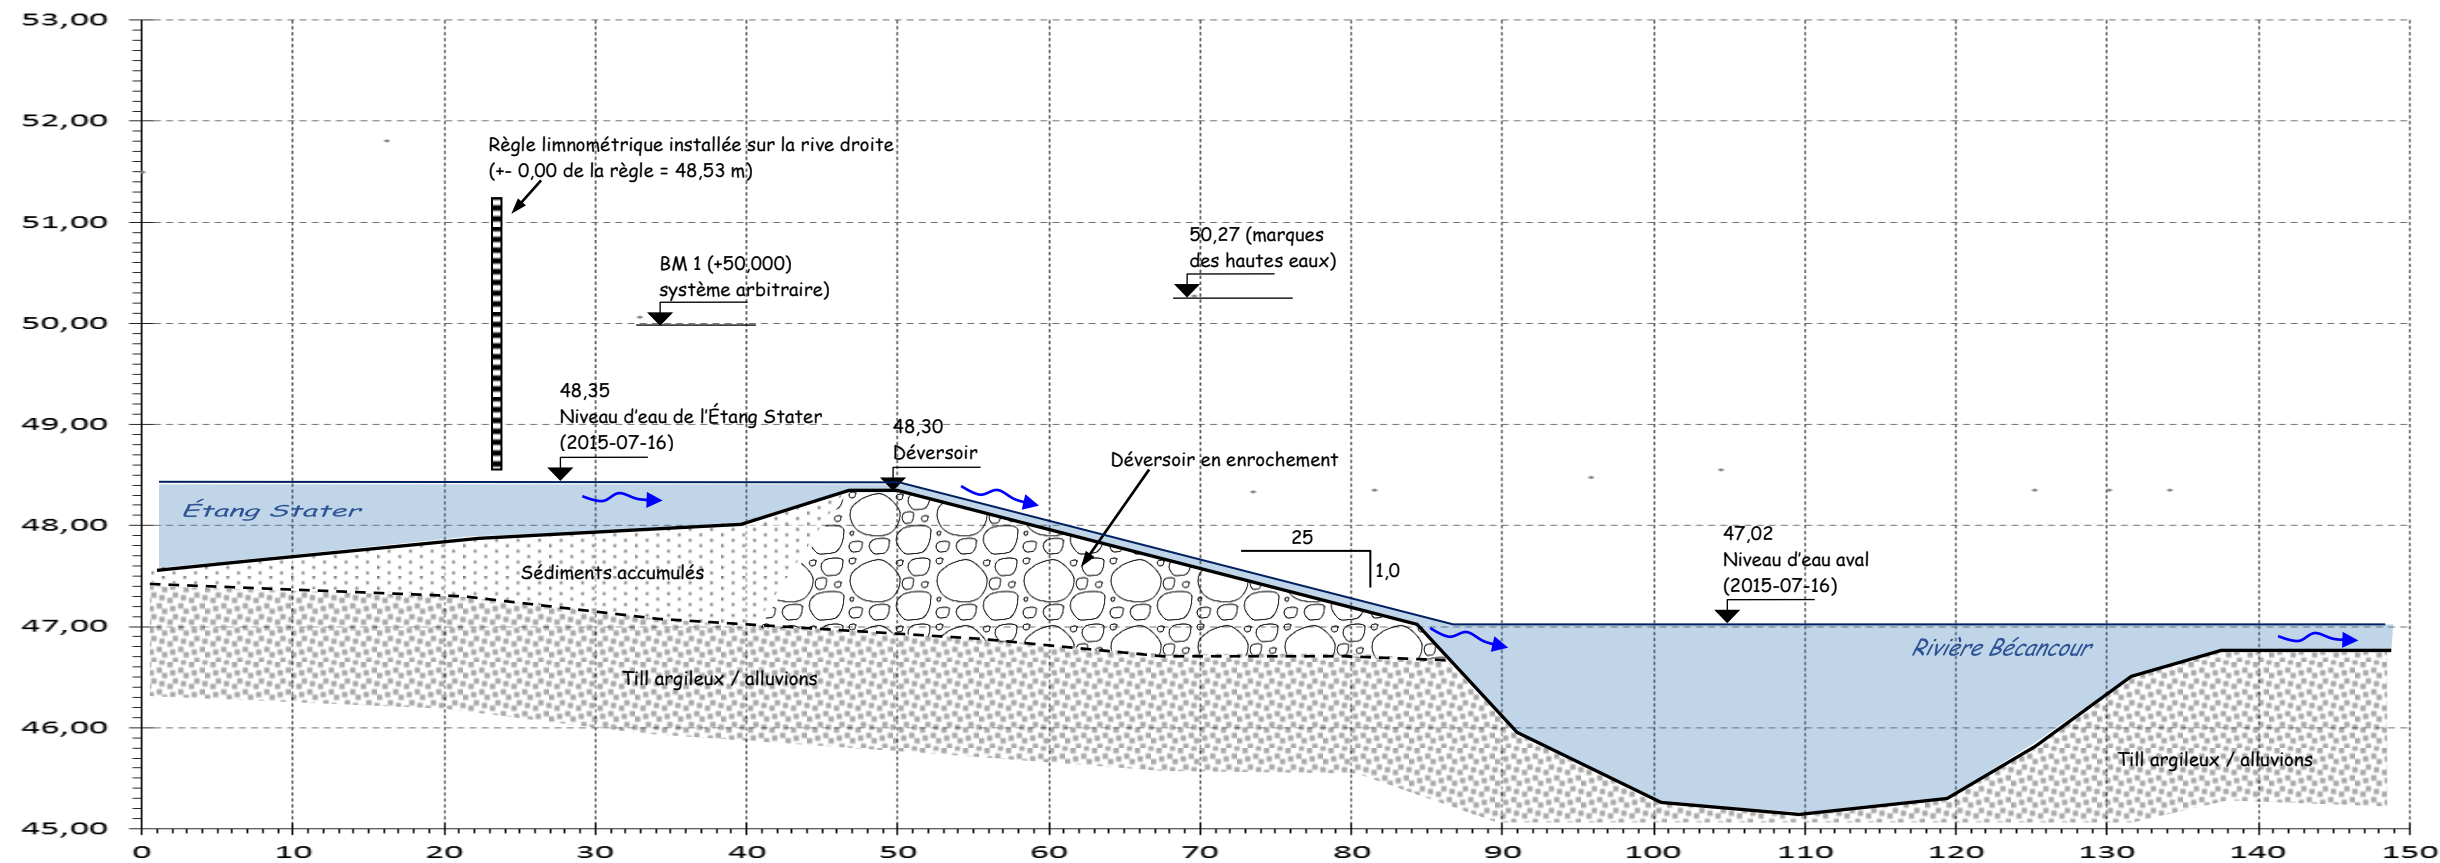 53,00
52,00
51,00
50,00
49,00
48,00
47,00
46,00
45,00
Règle limnométrique installée sur la rive droite
(+- 0,00 de la règle = 48,53 m)
50,27 (marques
des hautes eaux)
BM 1 (+50,000)
système arbitraire)
48,35
Niveau d'eau de l'Étang Stater
(2015-07-16)
48,30
Déversoir
Déversoir en enrochement
Étang Stater
25
1,0
47,02
Niveau d'eau aval
(2015-07-16)
Sédiments accumulés
Rivière Bécancour
Till argileux / alluvions
Till argileux / alluvions
0 10 20 30 40 50 60 70 80 90 100 110 120 130 140 150